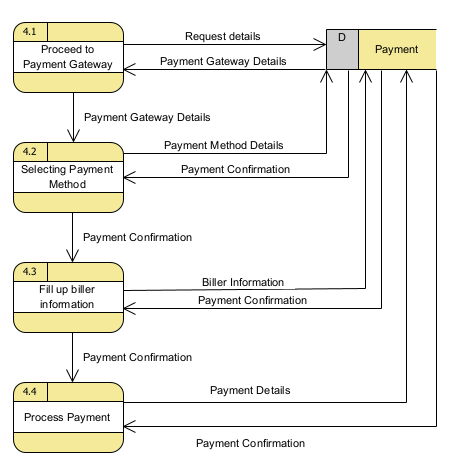 4.1
Proceed to
Payment Gateway
Request details
Payment Gateway Details
D
Payment
Payment Gateway Details
4.2
Selecting Payment
Method
Payment Method Details
Payment Confirmation
Payment Confirmation
4.3
Fill up biller
information
Biller Information
Payment Confirmation
Payment Confirmation
4.4
Process Payment
Payment Details
Payment Confirmation